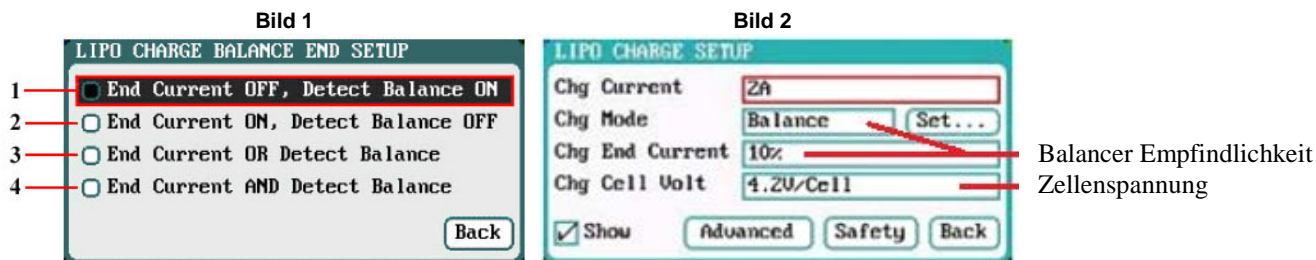 Bild 1
LIPO CHARGE BALANCE END SETUP
1
End Current OFF, Detect Balance ON
2
End Current ON, Detect Balance OFF
3
End Current OR Detect Balance
4
End Current AND Detect Balance
Back
Bild 2
LIPO CHARGE SETUP
Chg Current
2A
Chg Mode
Balance
Set...
Chg End Current
10%
Chg Cell Volt
4.2V/Cell
Show
Advanced
Safety
Back
Balancer Empfindlichkeit
Zellenspannung